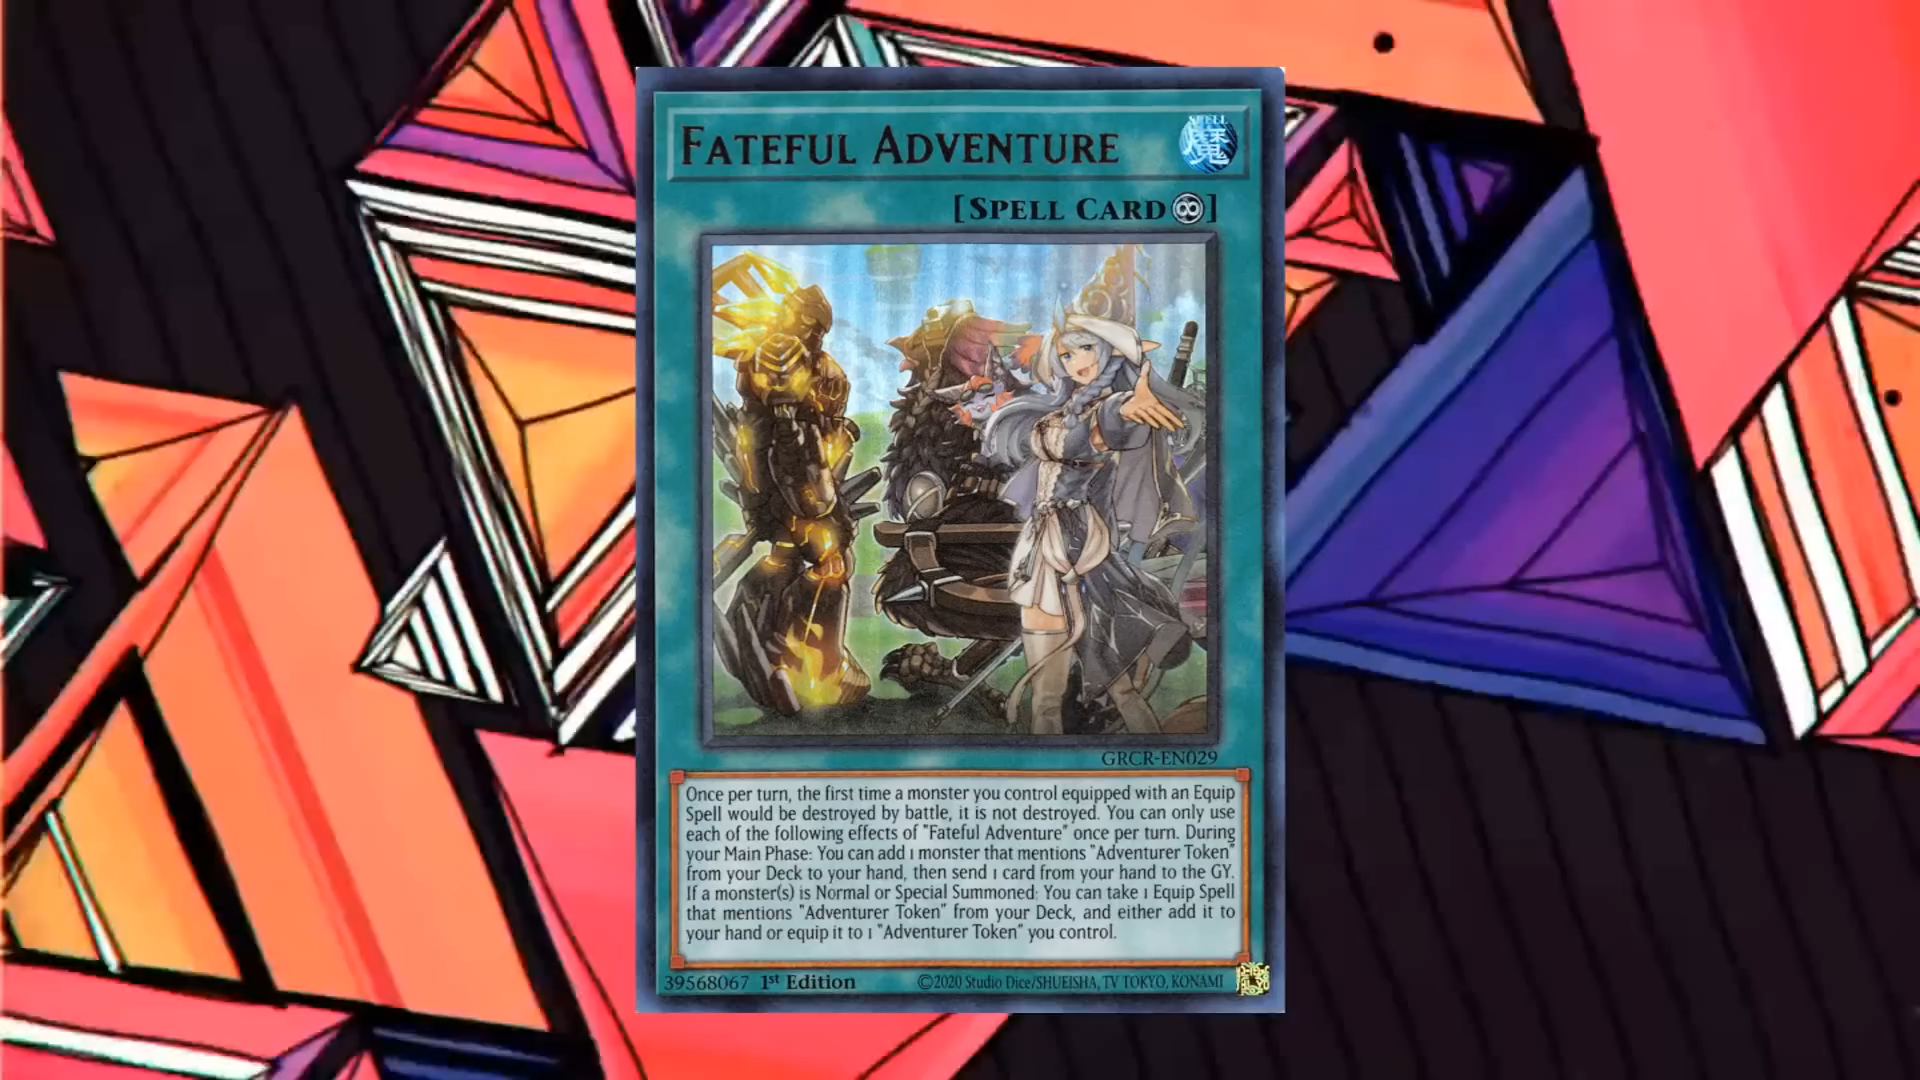 FATEFUL ADVENTURE
SPELL
魔
[SPELL CARD]
GRCR-EN029
Once per turn, the first time a monster you control equipped with an Equip
Spell would be destroyed by battle, it is not destroyed. You can only use
each of the following effects of "Fateful Adventure" once per turn. During
your Main Phase: You can add 1 monster that mentions "Adventurer Token"
from your Deck to your hand, then send 1 card from your hand to the GY.
If a monster(s) is Normal or Special Summoned: You can take 1 Equip Spell
that mentions "Adventurer Token" from your Deck, and either add it to
your hand or equip it to 1 "Adventurer Token" you control.
39568067 1st Edition ©2020 Studio Dice/SHUEISHA, TV TOKYO, KONAMI